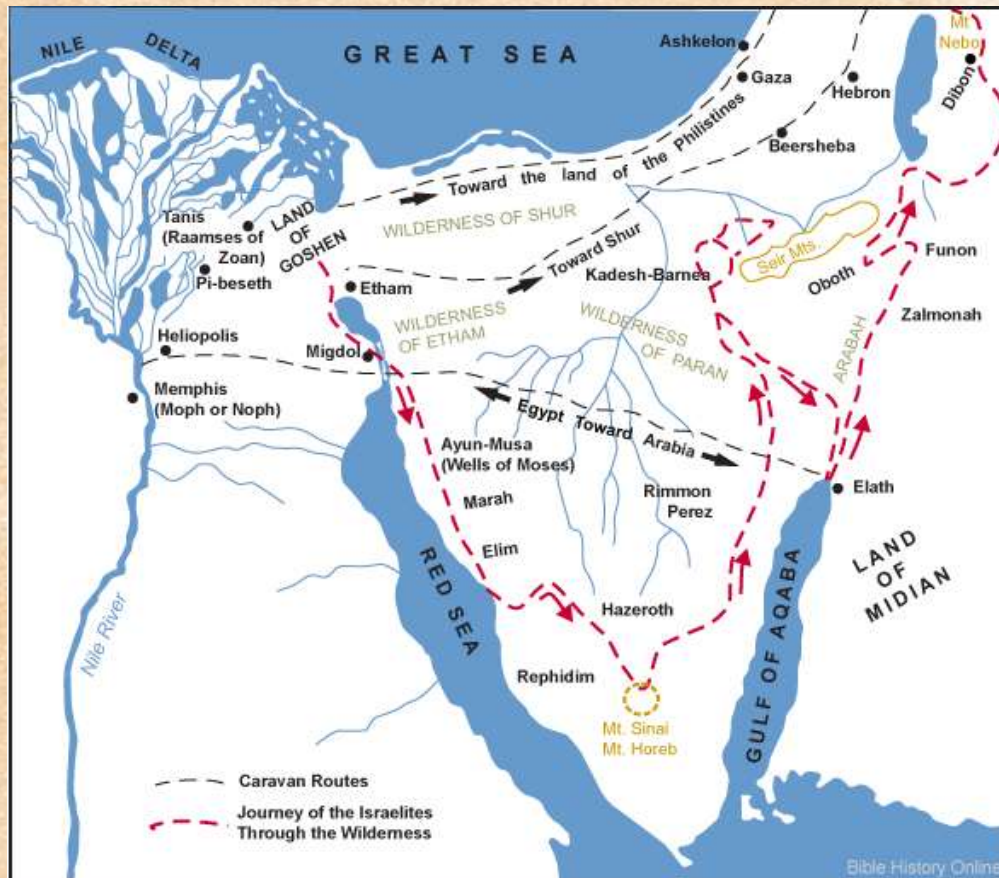 NILE DELTA
GREAT SEA
Ashkelon
Gaza
Hebron
Mt
Nebo
Dibon
Beersheba
Toward the land of the Philistines
Tanis
(Raamses of
Zoan)
LAND
OF
GOSHEN
WILDERNESS OF SHUR
Toward Shur
Pi-beseth
Etham
Kadesh-Barnea
Seir Mts.
Oboth
Funon
WILDERNESS
OF ETHAM
WILDERNESS
OF PARAN
Zalmonah
ARABAH
Heliopolis
Migdol
Memphis
(Moph or Noph)
Egypt Toward Arabia
Ayun-Musa
(Wells of Moses)
Marah
Rimmon
Perez
Elath
Elim
RED SEA
LAND
OF
MIDIAN
Hazeroth
Nile River
Rephidim
GULF OF AQABA
Mt. Sinai
Mt. Horeb
Caravan Routes
Journey of the Israelites
Through the Wilderness
Bible History Online